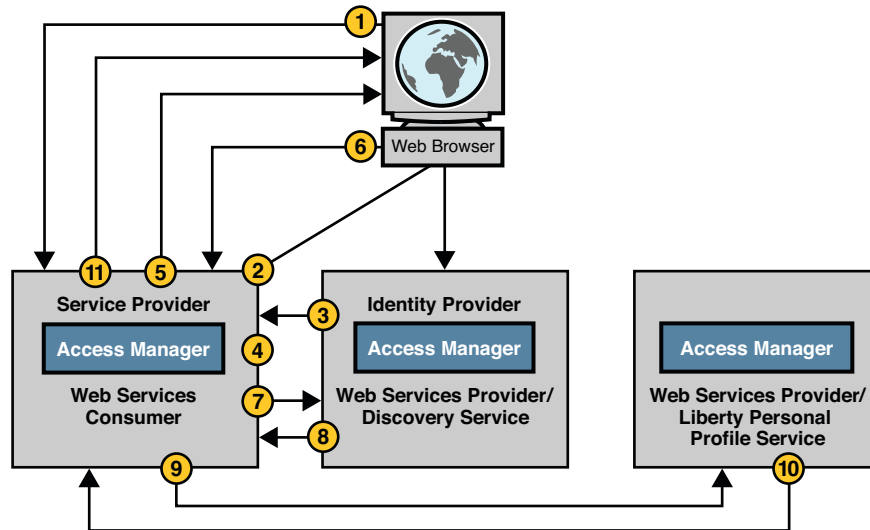 1
6
Web Browser
11
5
2
Service Provider
Access Manager
Web Services
Consumer
3
4
7
8
9
Identity Provider
Access Manager
Web Services Provider/
Discovery Service
Access Manager
Web Services Provider/
Liberty Personal
Profile Service
10